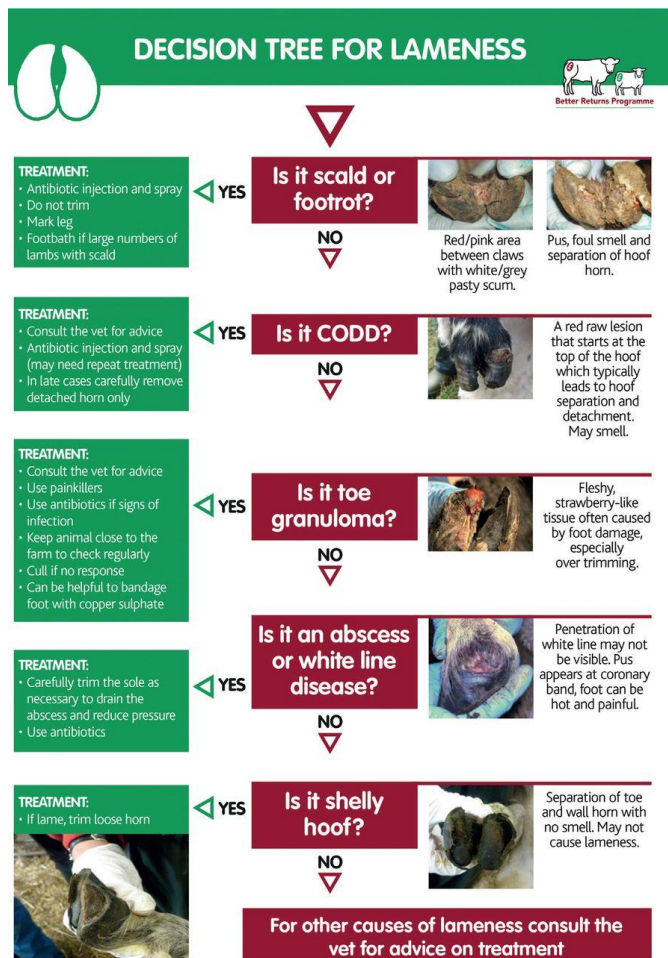 DECISION TREE FOR LAMENESS
Better Returns Programme
TREATMENT:
• Antibiotic injection and spray
• Do not trim
• Mark leg
• Footbath if large numbers of
lambs with scald
YES
Is it scald or
footrot?
NO
Red/pink area
between claws
with white/grey
pasty scum.
Pus, foul smell and
separation of hoof
horn.
TREATMENT:
• Consult the vet for advice
• Antibiotic injection and spray
(may need repeat treatment)
• In late cases carefully remove
detached horn only
YES
Is it CODD?
NO
A red raw lesion
that starts at the
top of the hoof
which typically
leads to hoof
separation and
detachment.
May smell.
TREATMENT:
• Consult the vet for advice
• Use painkillers
• Use antibiotics if signs of
infection
• Keep animal close to the
farm to check regularly
• Cull if no response
• Can be helpful to bandage
foot with copper sulphate
YES
Is it toe
granuloma?
NO
Fleshy,
strawberry-like
tissue often caused
by foot damage,
especially
over trimming.
TREATMENT:
• Carefully trim the sole as
necessary to drain the
abscess and reduce pressure
• Use antibiotics
YES
Is it an abscess
or white line
disease?
NO
Penetration of
white line may not
be visible. Pus
appears at coronary
band, foot can be
hot and painful.
TREATMENT:
• If lame, trim loose horn
YES
Is it shelly
hoof?
NO
Separation of toe
and wall horn with
no smell. May not
cause lameness.
For other causes of lameness consult the
vet for advice on treatment